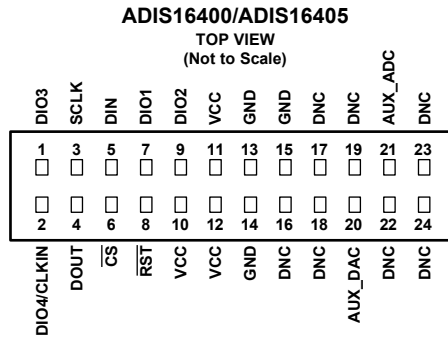 ADIS16400/ADIS16405
TOP VIEW
(Not to Scale)
DIO3
SCLK
DIN
DIO1
DIO2
VCC
GND
GND
DNC
DNC
AUX_ADC
DNC
1 3 5 7 9 11 13 15 17 19 21 23
2 4 6 8 10 12 14 16 18 20 22 24
DIO4/CLKIN
DOUT
C̅S̅
R̅S̅T̅
VCC
VCC
GND
DNC
DNC
AUX_DAC
DNC
DNC